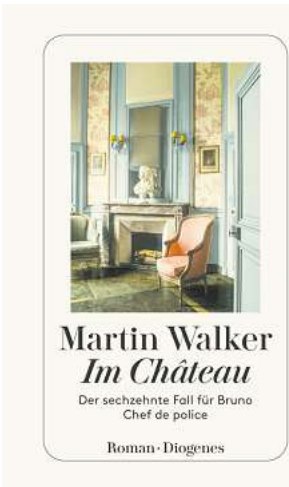 Martin Walker
Im Château
Der sechzehnte Fall für Bruno
Chef de police
Roman · Diogenes